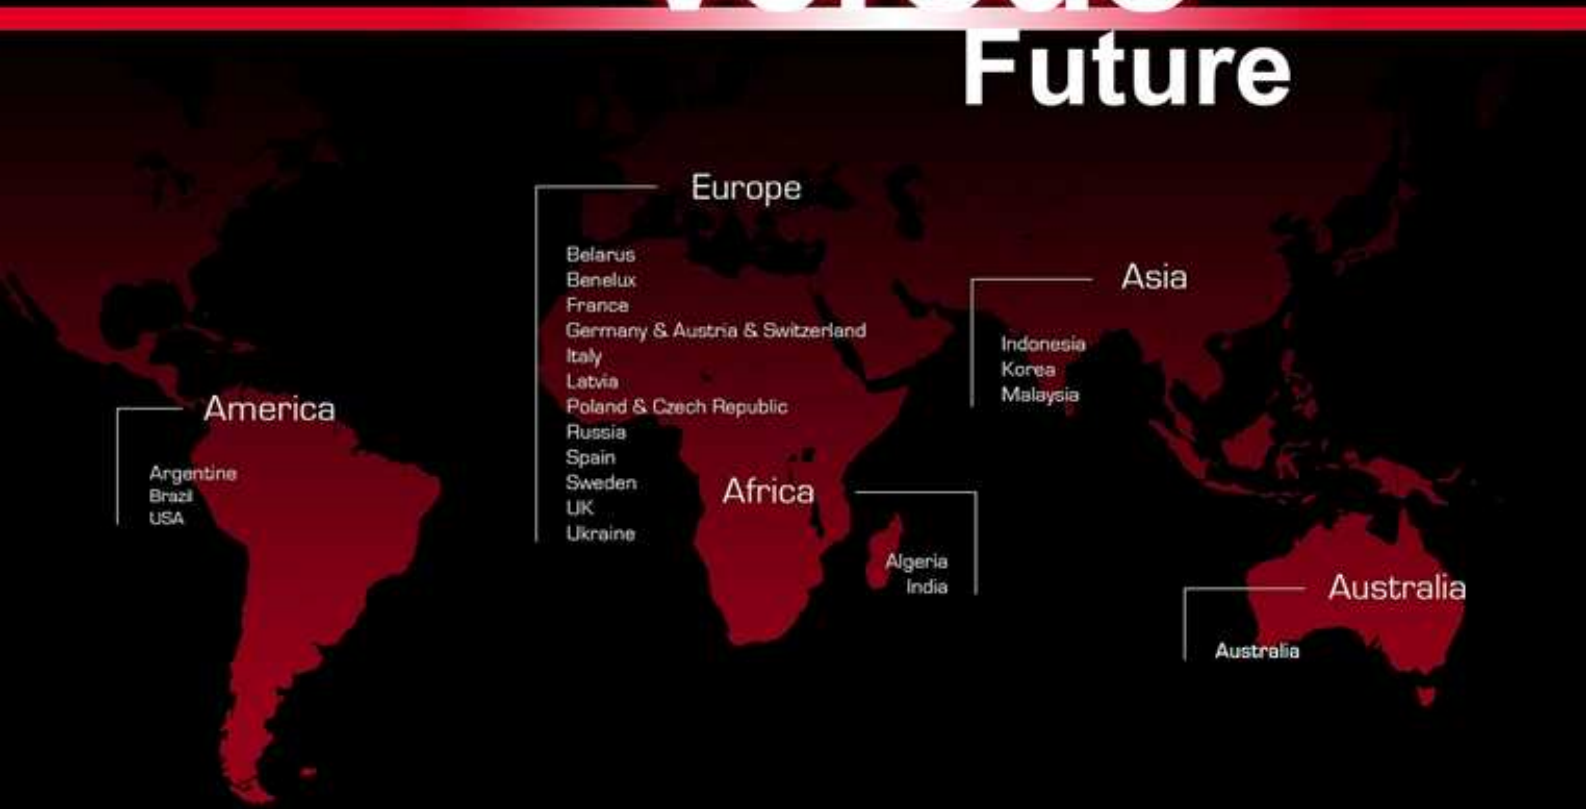 Future
Europe
Belarus
Benelux
France
Germany & Austria & Switzerland
Italy
Latvia
Poland & Czech Republic
Russia
Spain
Sweden
UK
Ukraine
Asia
Indonesia
Korea
Malaysia
America
Argentine
Brazil
USA
Africa
Algeria
India
Australia
Australia